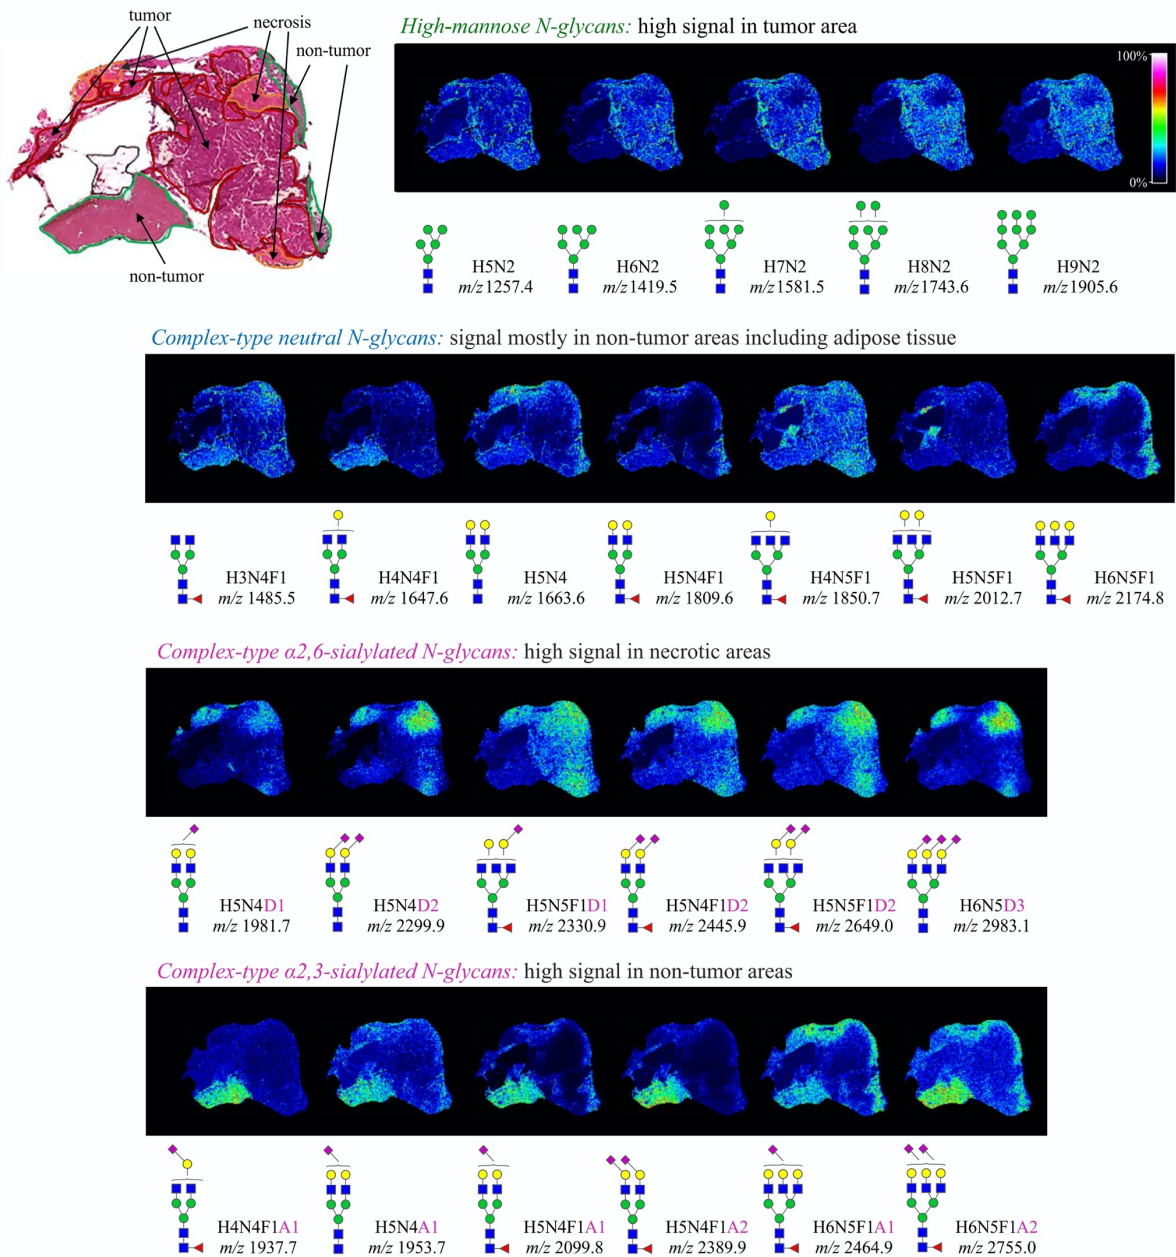 tumor
necrosis
non-tumor
non-tumor
High-mannose N-glycans: high signal in tumor area
100%
0%
H5N2
m/z 1257.4
H6N2
m/z 1419.5
H7N2
m/z 1581.5
H8N2
m/z 1743.6
H9N2
m/z 1905.6
Complex-type neutral N-glycans: signal mostly in non-tumor areas including adipose tissue
H3N4F1
m/z 1485.5
H4N4F1
m/z 1647.6
H5N4
m/z 1663.6
H5N4F1
m/z 1809.6
H4N5F1
m/z 1850.7
H5N5F1
m/z 2012.7
H6N5F1
m/z 2174.8
Complex-type α2,6-sialylated N-glycans: high signal in necrotic areas
H5N4D1
m/z 1981.7
H5N4D2
m/z 2299.9
H5N5F1D1
m/z 2330.9
H5N4F1D2
m/z 2445.9
H5N5F1D2
m/z 2649.0
H6N5D3
m/z 2983.1
Complex-type α2,3-sialylated N-glycans: high signal in non-tumor areas
H4N4F1A1
m/z 1937.7
H5N4A1
m/z 1953.7
H5N4F1A1
m/z 2099.8
H5N4F1A2
m/z 2389.9
H6N5F1A1
m/z 2464.9
H6N5F1A2
m/z 2755.0